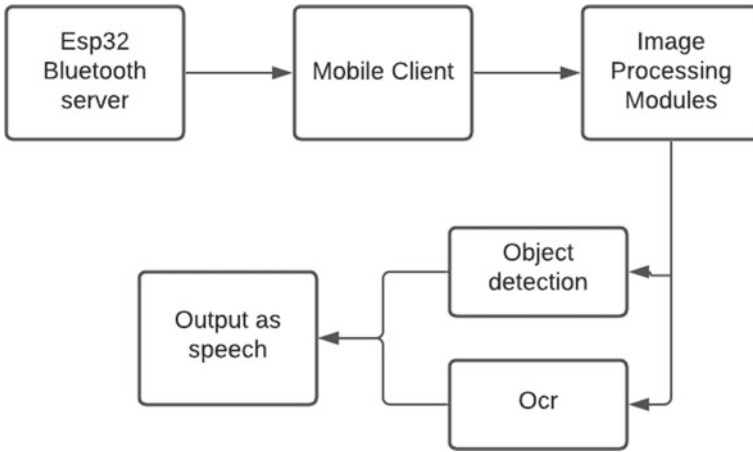 Esp32
Bluetooth
server
Mobile Client
Image
Processing
Modules
Object
detection
Output as
speech
Ocr